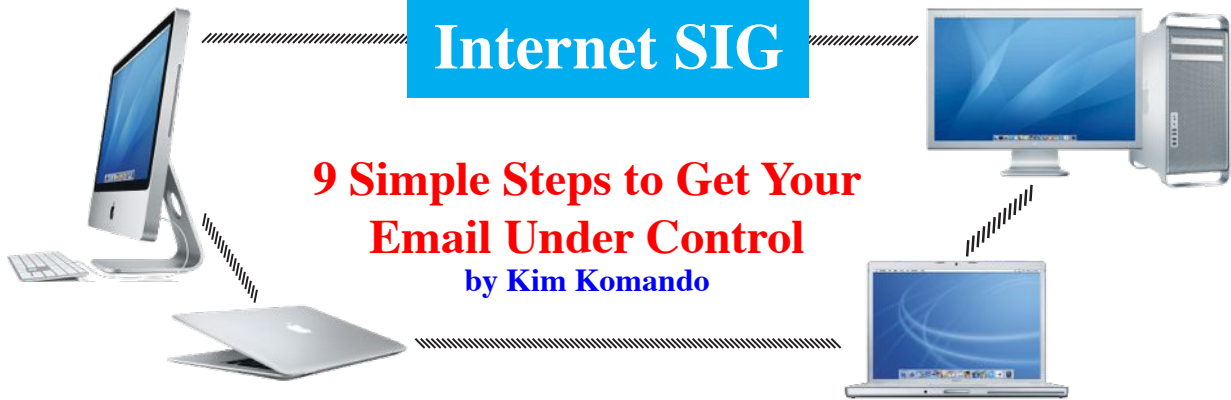 Internet SIG
9 Simple Steps to Get Your
Email Under Control
by Kim Komando